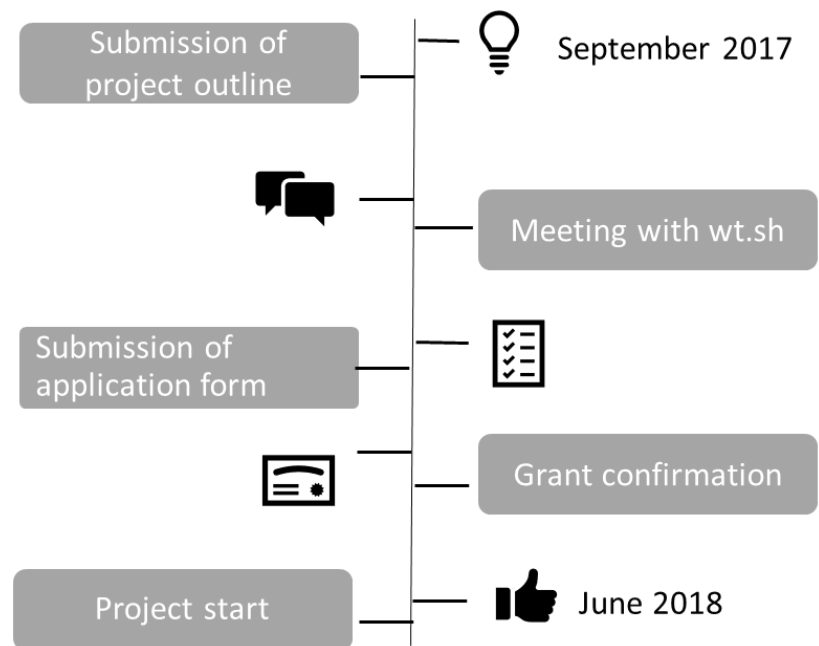 Submission of
project outline
September 2017
Meeting with wt.sh
Submission of
application form
Grant confirmation
Project start
June 2018